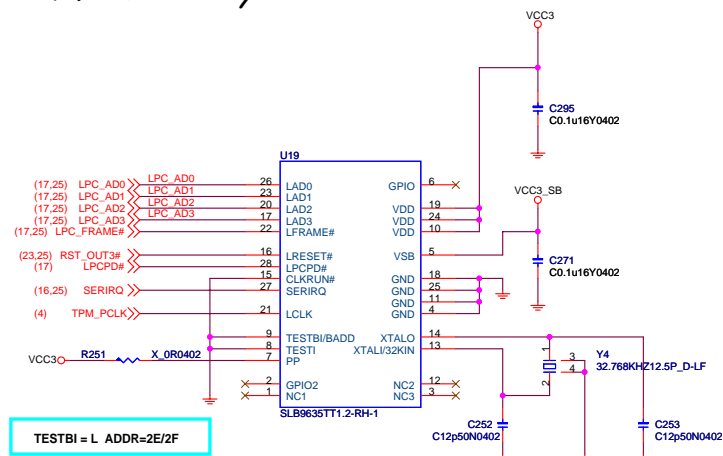 VCC3
C295
C0.1u16Y0402
U19
(17,25) LPC_AD0 LPC_AD0 26 LAD0 GPIO 6
(17,25) LPC_AD1 LPC_AD1 23 LAD1
(17,25) LPC_AD2 LPC_AD2 20 LAD2 VDD 19
(17,25) LPC_AD3 LPC_AD3 17 LAD3 VDD 24
(17,25) LPC_FRAME# 22 LFRAME# VDD 10
VCC3_SB
(23,25) RST_OUT3# 16 LRESET# VSB 5
(17) LPCPD# 28 LPCPD#
C271
C0.1u16Y0402
15 CLKRUN# GND 18
(16,25) SERIRQ 27 SERIRQ GND 25
GND 11
(4) TPM_PCLK 21 LCLK GND 4
9 TESTBI/BADD XTALO 14
8 TESTI XTALI/32KIN 13
VCC3 R251 X_0R0402 7 PP
1 3 Y4
2 4 32.768KHZ12.5P_D-LF
2 GPIO2 NC2 12
1 NC1 NC3 3
SLB9635TT1.2-RH-1
C252
C12p50N0402
C253
C12p50N0402
TESTBI = L ADDR=2E/2F